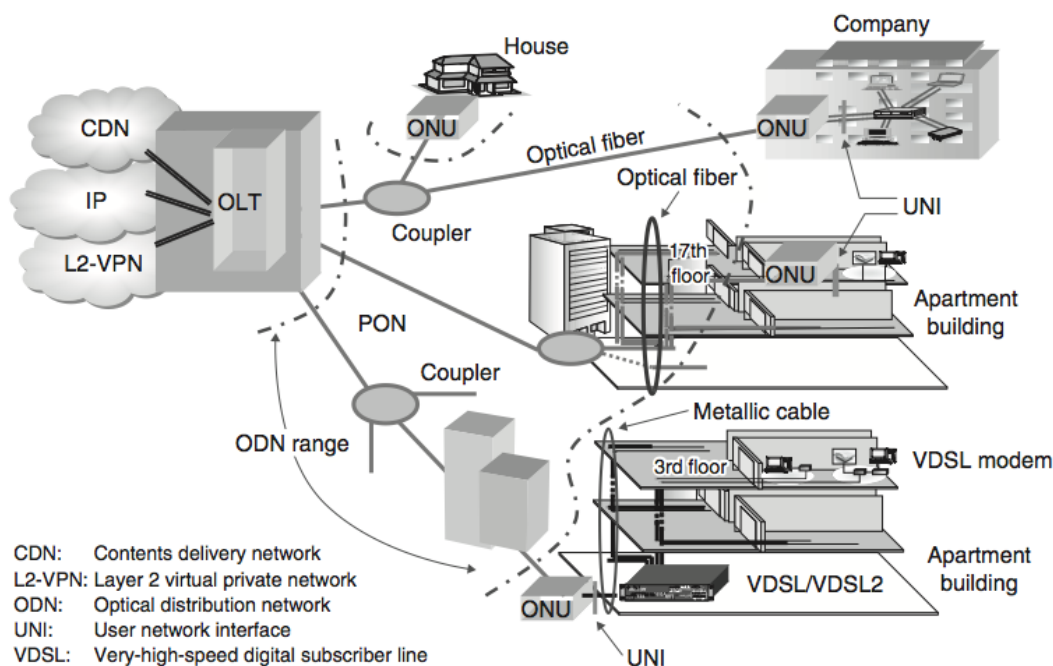 House
Company
CDN
ONU
ONU
Optical fiber
IP
OLT
Optical fiber
Coupler
UNI
L2-VPN
17th
floor
ONU
Apartment
building
PON
Coupler
Metallic cable
ODN range
3rd floor
VDSL modem
CDN: Contents delivery network
L2-VPN: Layer 2 virtual private network
ODN: Optical distribution network
UNI: User network interface
VDSL: Very-high-speed digital subscriber line
VDSL/VDSL2
Apartment
building
ONU
UNI